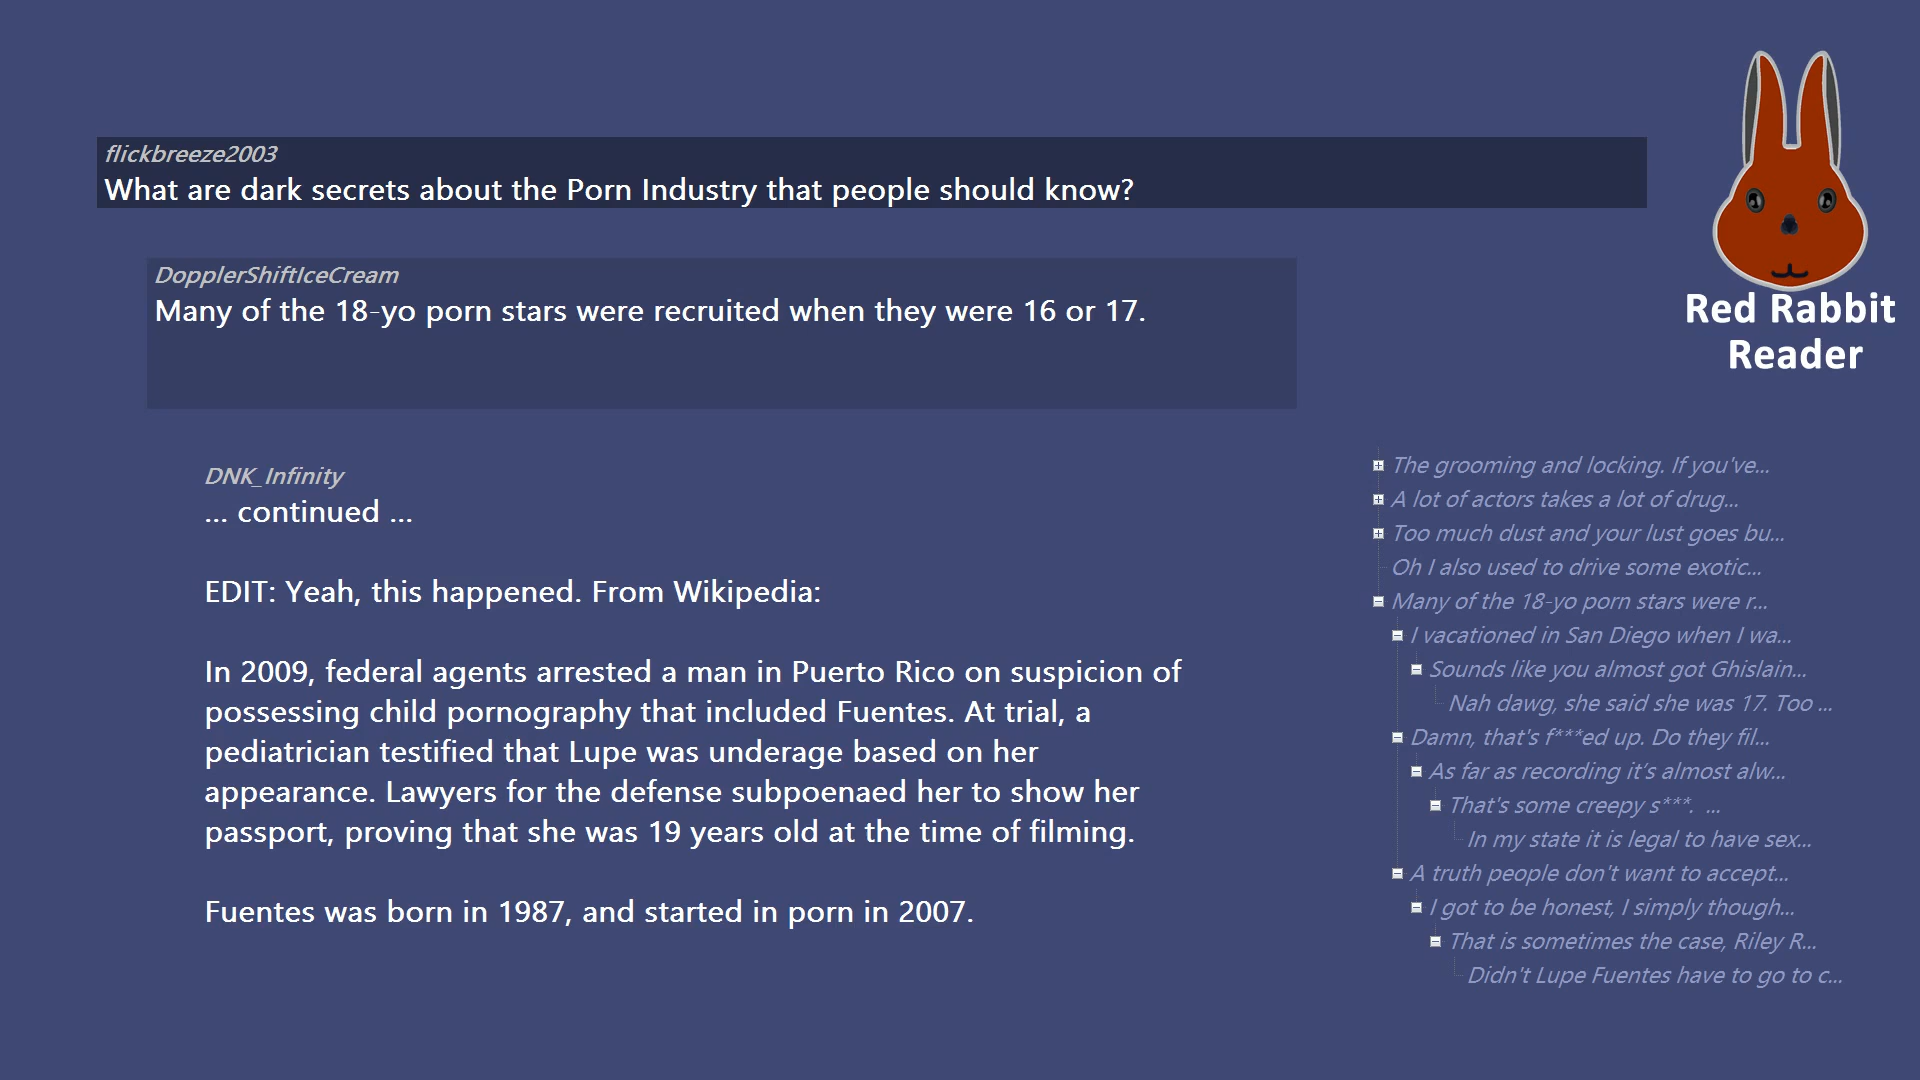 flickbreeze2003
What are dark secrets about the Porn Industry that people should know?
DopplerShiftIceCream
Many of the 18-yo porn stars were recruited when they were 16 or 17.
Red Rabbit
Reader
DNK_Infinity
... continued ...
EDIT: Yeah, this happened. From Wikipedia:
In 2009, federal agents arrested a man in Puerto Rico on suspicion of
possessing child pornography that included Fuentes. At trial, a
pediatrician testified that Lupe was underage based on her
appearance. Lawyers for the defense subpoenaed her to show her
passport, proving that she was 19 years old at the time of filming.
Fuentes was born in 1987, and started in porn in 2007.
The grooming and locking. If you've...
A lot of actors takes a lot of drug...
Too much dust and your lust goes bu...
Oh I also used to drive some exotic...
Many of the 18-yo porn stars were r...
I vacationed in San Diego when I wa...
Sounds like you almost got Ghislain...
Nah dawg, she said she was 17. Too ...
Damn, that's f***ed up. Do they fil...
As far as recording it’s almost alw...
That's some creepy s***.  ...
In my state it is legal to have sex...
A truth people don't want to accept...
I got to be honest, I simply though...
That is sometimes the case, Riley R...
Didn't Lupe Fuentes have to go to c...